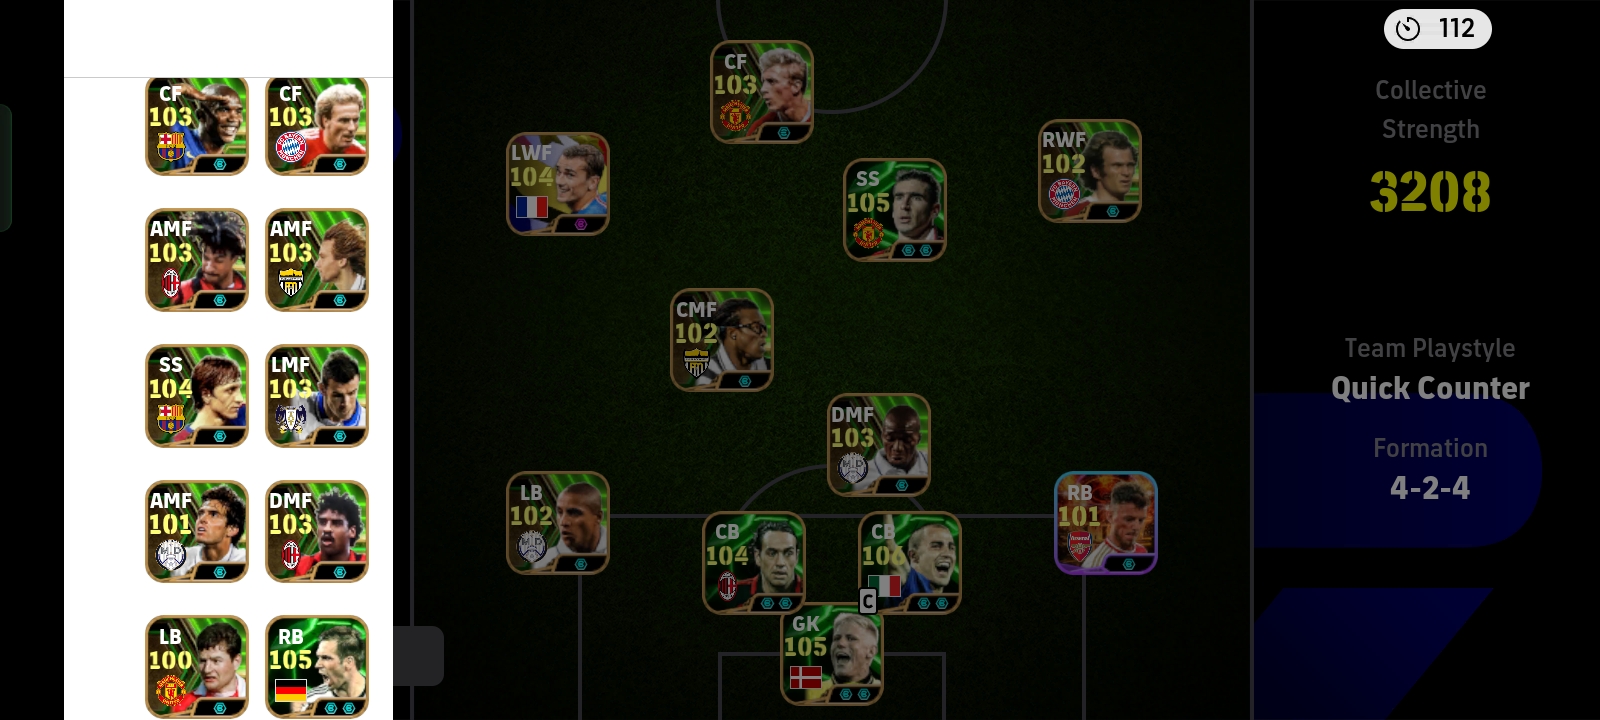 CF
103
CF
103
AMF
103
AMF
103
SS
104
LMF
103
AMF
101
DMF
103
LB
100
RB
105
CF
103
LWF
104
SS
105
RWF
102
CMF
102
DMF
103
LB
102
CB
104
CB
106
C
RB
101
GK
105
112
Collective
Strength
3208
Team Playstyle
Quick Counter
Formation
4-2-4